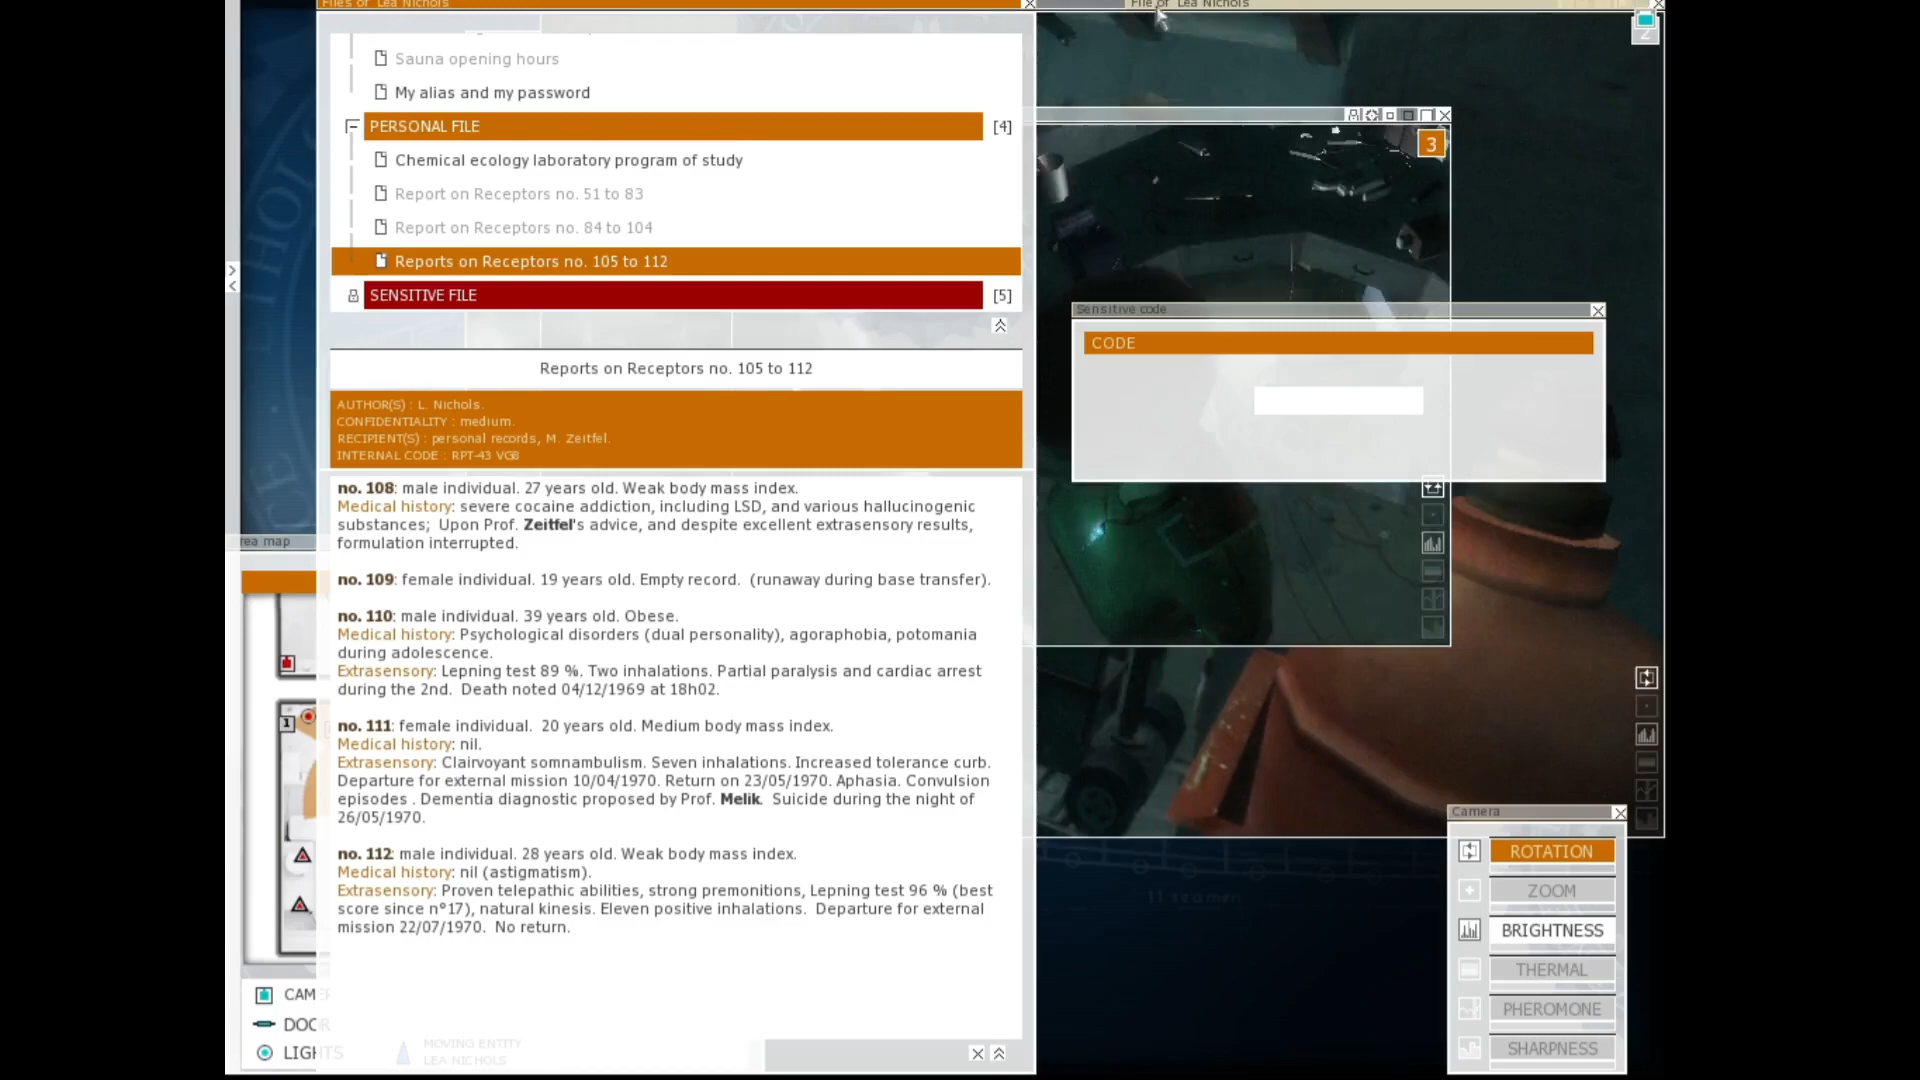 Files of Lea Nichols
File of Lea Nichols
2
Sauna opening hours
My alias and my password
PERSONAL FILE [4]
3
Chemical ecology laboratory program of study
Report on Receptors no. 51 to 83
Report on Receptors no. 84 to 104
Reports on Receptors no. 105 to 112
SENSITIVE FILE [5]
Sensitive code
CODE
Reports on Receptors no. 105 to 112
AUTHOR(S) : L. Nichols.
CONFIDENTIALITY : medium.
RECIPIENT(S) : personal records, M. Zeitfel.
INTERNAL CODE : RPT-43 VG8
no. 108: male individual. 27 years old. Weak body mass index.
Medical history: severe cocaine addiction, including LSD, and various hallucinogenic
substances; Upon Prof. Zeitfel's advice, and despite excellent extrasensory results,
formulation interrupted.
no. 109: female individual. 19 years old. Empty record. (runaway during base transfer).
no. 110: male individual. 39 years old. Obese.
Medical history: Psychological disorders (dual personality), agoraphobia, potomania
during adolescence.
Extrasensory: Lepning test 89 %. Two inhalations. Partial paralysis and cardiac arrest
during the 2nd. Death noted 04/12/1969 at 18h02.
no. 111: female individual. 20 years old. Medium body mass index.
Medical history: nil.
Extrasensory: Clairvoyant somnambulism. Seven inhalations. Increased tolerance curb.
Departure for external mission 10/04/1970. Return on 23/05/1970. Aphasia. Convulsion
episodes . Dementia diagnostic proposed by Prof. Melik. Suicide during the night of
26/05/1970.
no. 112: male individual. 28 years old. Weak body mass index.
Medical history: nil (astigmatism).
Extrasensory: Proven telepathic abilities, strong premonitions, Lepning test 96 % (best
score since n°17), natural kinesis. Eleven positive inhalations. Departure for external
mission 22/07/1970. No return.
rea map
1
CAMER
DOOR
LIGHTS
MOVING ENTITY
LEA NICHOLS
11 seamen
Camera
ROTATION
ZOOM
BRIGHTNESS
THERMAL
PHEROMONE
SHARPNESS